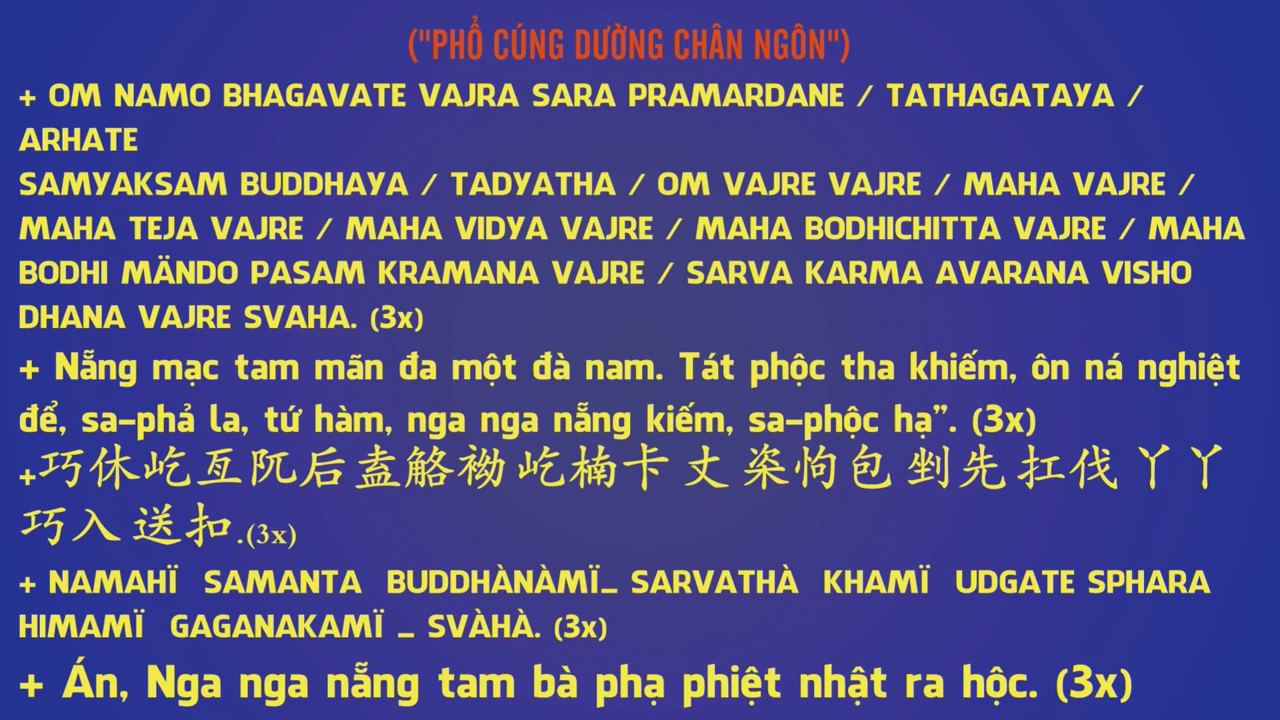 ("PHỔ CÚNG DƯỜNG CHÂN NGÔN")
+ OM NAMO BHAGAVATE VAJRA SARA PRAMARDANE / TATHAGATAYA /
ARHATE
SAMYAKSAM BUDDHAYA / TADYATHA / OM VAJRE VAJRE / MAHA VAJRE /
MAHA TEJA VAJRE / MAHA VIDYA VAJRE / MAHA BODHICHITTA VAJRE / MAHA
BODHI MÄNDO PASAM KRAMANA VAJRE / SARVA KARMA AVARANA VISHO
DHANA VAJRE SVAHA. (3x)
+ Nẵng mạc tam mãn đa một đà nam. Tát phộc tha khiếm, ôn ná nghiệt
để, sa-phả la, tứ hàm, nga nga nẵng kiếm, sa-phộc hạ”. (3x)
+巧休屹亙阢后盍觡袎屹楠卡丈 栥恦包 剉先扛伐 丫丫
巧入送扣.(3x)
+ NAMAHÏ SAMANTA BUDDHÀNÀMÏ_ SARVATHÀ KHAMÏ UDGATE SPHARA
HIMAMÏ GAGANAKAMÏ _ SVÀHÀ. (3x)
+ Án, Nga nga nẵng tam bà phạ phiệt nhật ra hộc. (3x)